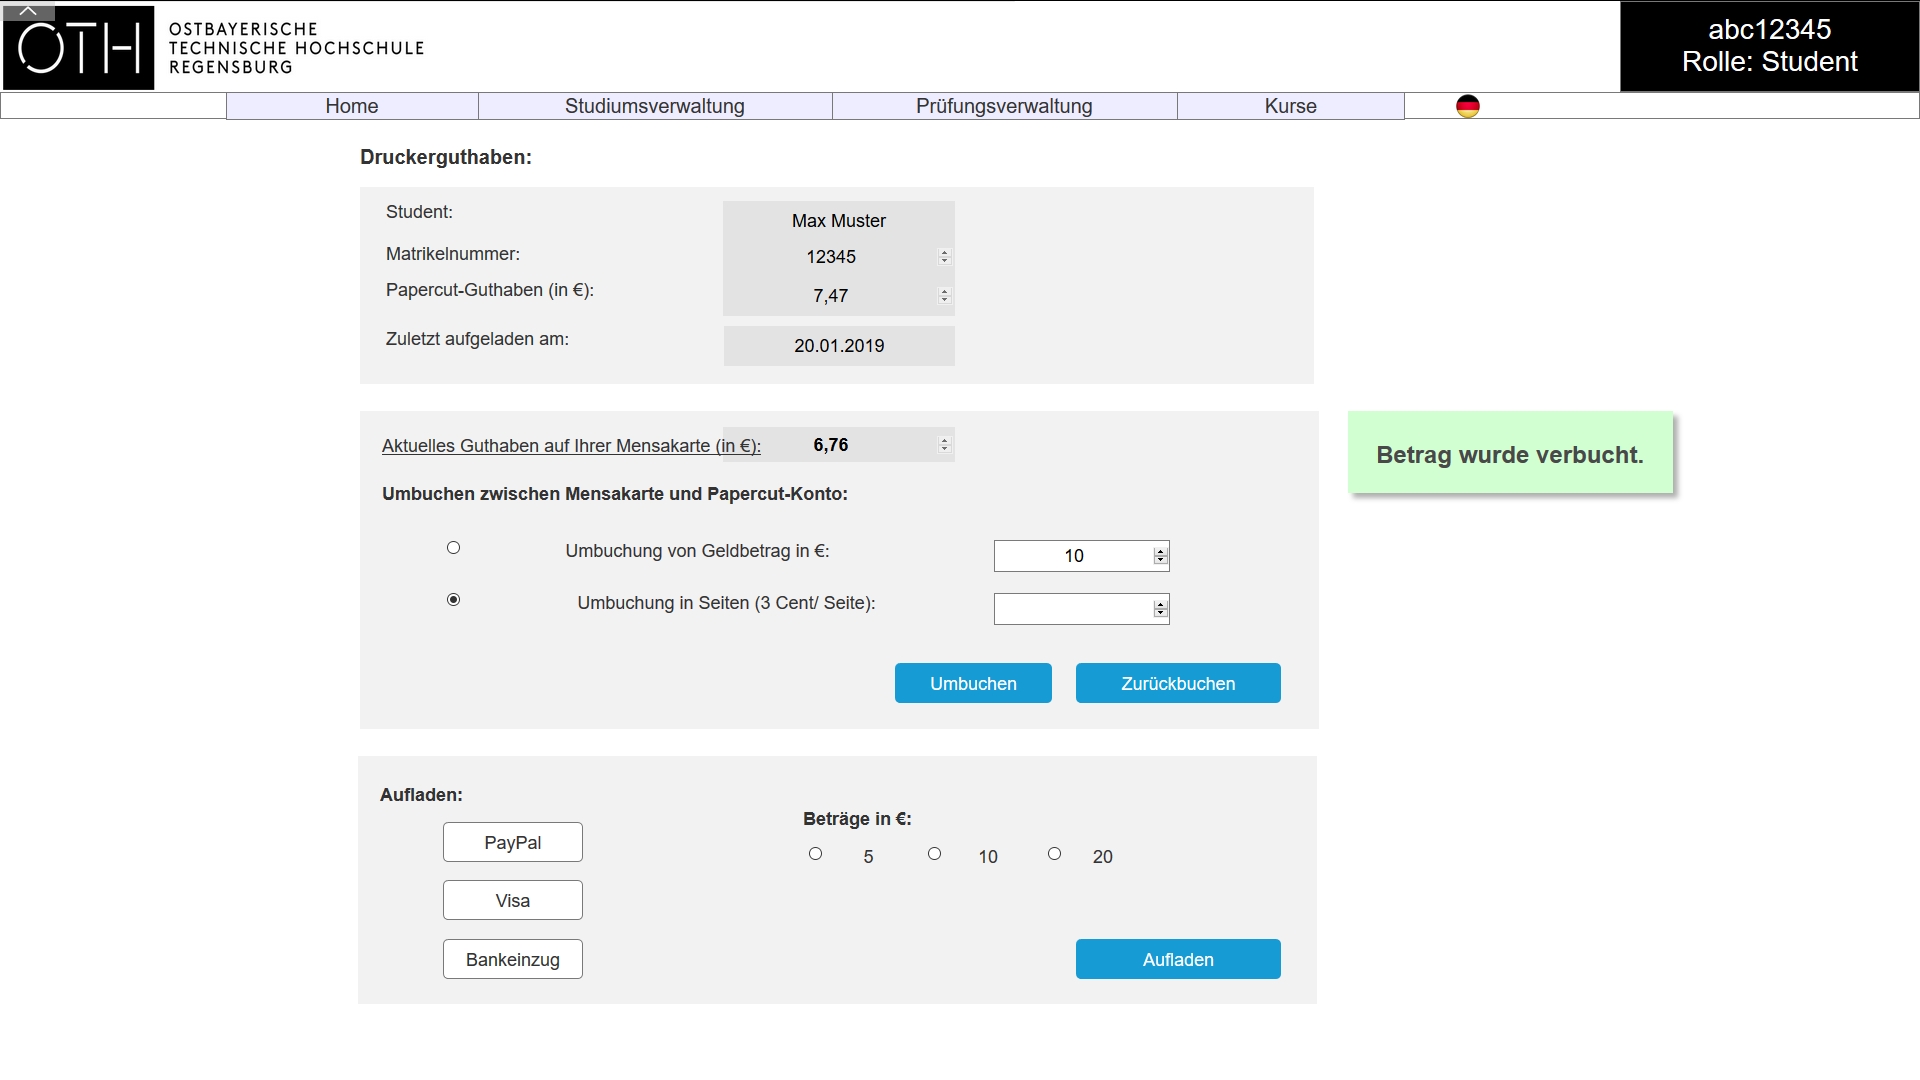 OTH
OSTBAYERISCHE
TECHNISCHE HOCHSCHULE
REGENSBURG
abc12345
Rolle: Student
Home
Studiumsverwaltung
Prüfungsverwaltung
Kurse
Druckerguthaben:
Student:
Max Muster
Matrikelnummer:
12345
Papercut-Guthaben (in €):
7,47
Zuletzt aufgeladen am:
20.01.2019
Aktuelles Guthaben auf Ihrer Mensakarte (in €):
6,76
Betrag wurde verbucht.
Umbuchen zwischen Mensakarte und Papercut-Konto:
Umbuchung von Geldbetrag in €:
10
Umbuchung in Seiten (3 Cent/ Seite):
Umbuchen
Zurückbuchen
Aufladen:
Beträge in €:
PayPal
5
10
20
Visa
Bankeinzug
Aufladen